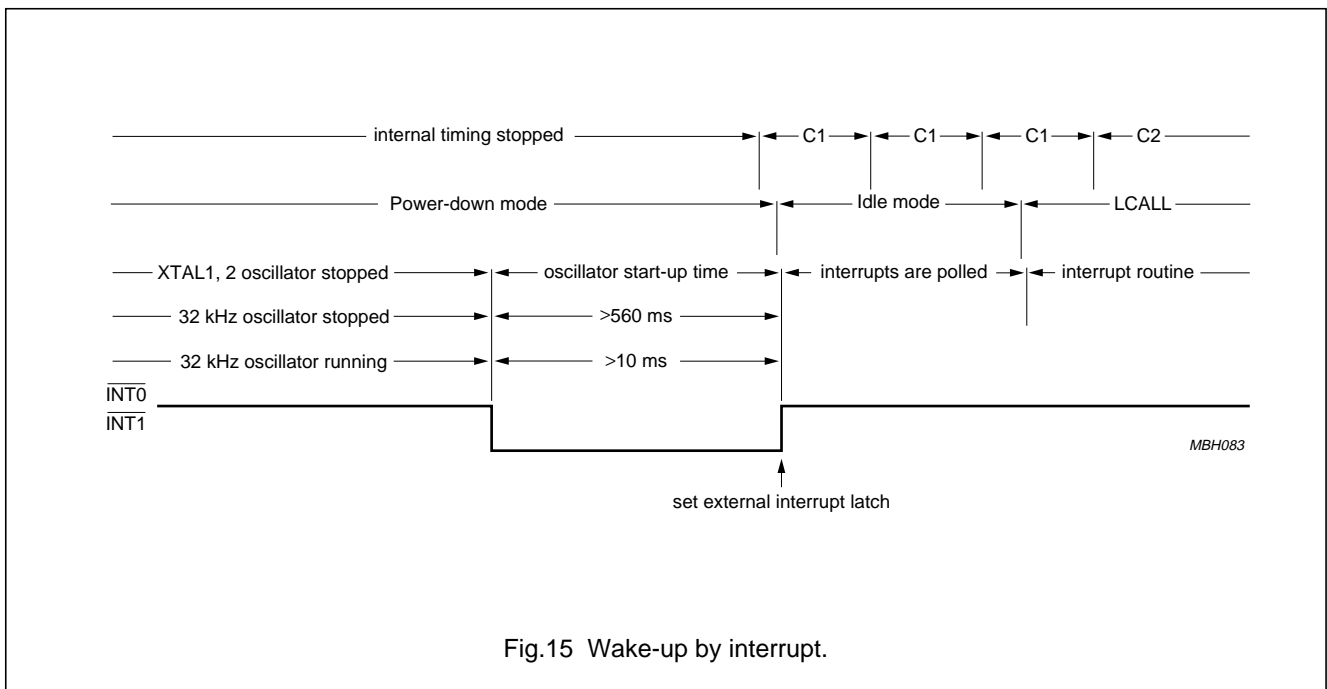 internal timing stopped C1 C1 C1 C2
Power-down mode Idle mode LCALL
XTAL1, 2 oscillator stopped oscillator start-up time interrupts are polled interrupt routine
32 kHz oscillator stopped >560 ms
32 kHz oscillator running >10 ms
INT0
INT1
MBH083
set external interrupt latch
Fig.15 Wake-up by interrupt.